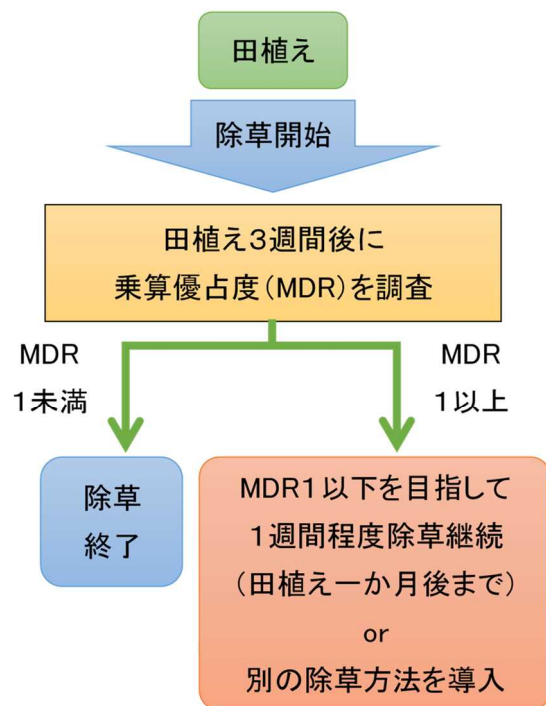 田植え
除草開始
田植え３週間後に
乗算優占度(MDR)を調査
MDR
１未満
MDR
１以上
除草
終了
MDR１以下を目指して
１週間程度除草継続
(田植え一か月後まで)
or
別の除草方法を導入